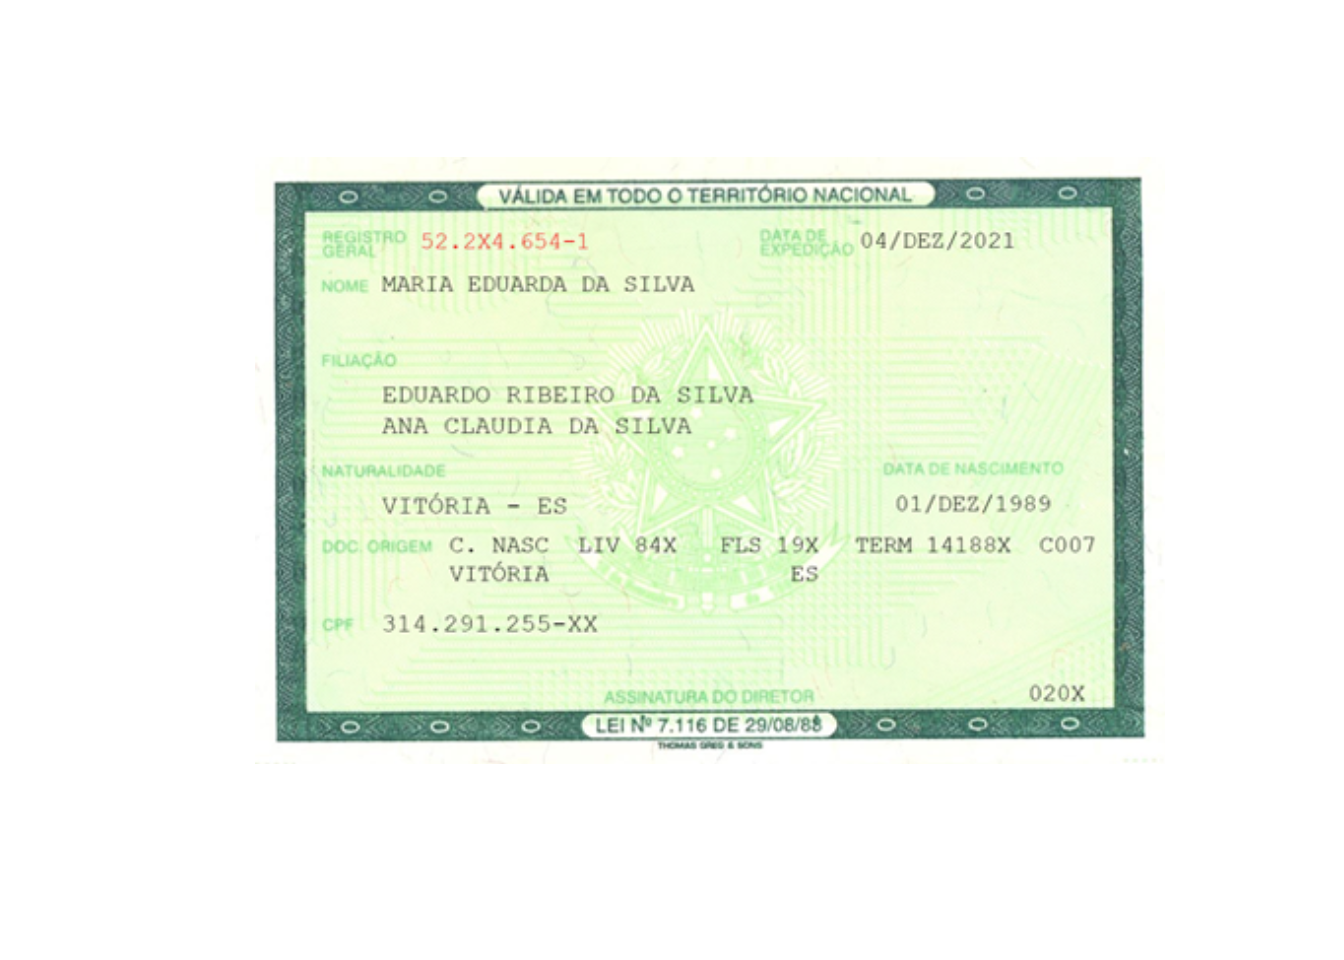 VÁLIDA EM TODO O TERRITÓRIO NACIONAL
REGISTRO GERAL 52.2X4.654-1 DATA DE EXPEDIÇÃO 04/DEZ/2021
NOME MARIA EDUARDA DA SILVA
FILIAÇÃO
EDUARDO RIBEIRO DA SILVA
ANA CLAUDIA DA SILVA
NATURALIDADE DATA DE NASCIMENTO
VITÓRIA - ES 01/DEZ/1989
DOC ORIGEM C. NASC LIV 84X FLS 19X TERM 14188X C007
VITÓRIA ES
CPF 314.291.255-XX
020X
ASSINATURA DO DIRETOR
LEI Nº 7.116 DE 29/08/83
THOMAS GREG & SONS